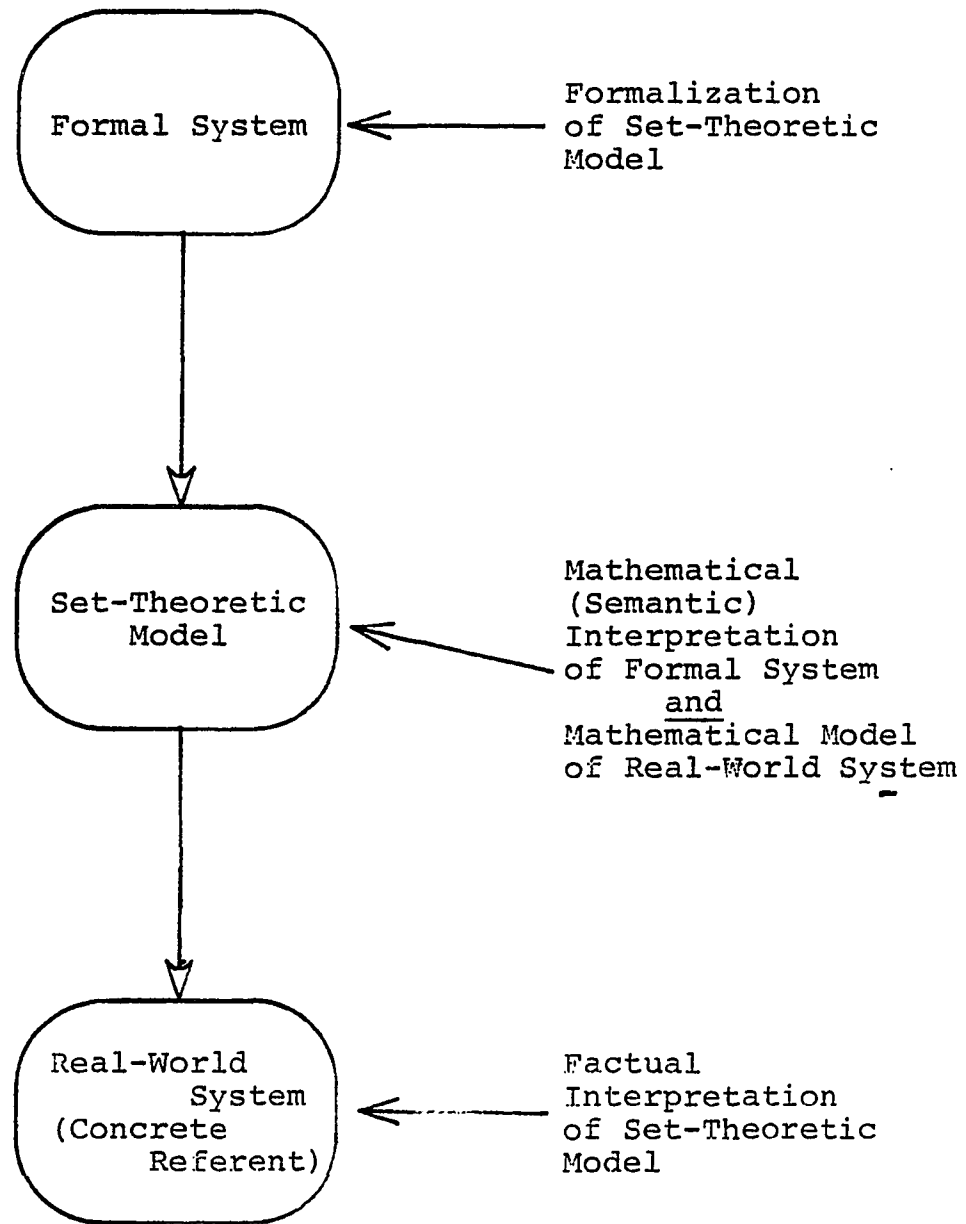 Formal System
Formalization
of Set-Theoretic
Model
Set-Theoretic
Model
Mathematical
(Semantic)
Interpretation
of Formal System
and
Mathematical Model
of Real-World System
Real-World
System
(Concrete
Referent)
Factual
Interpretation
of Set-Theoretic
Model